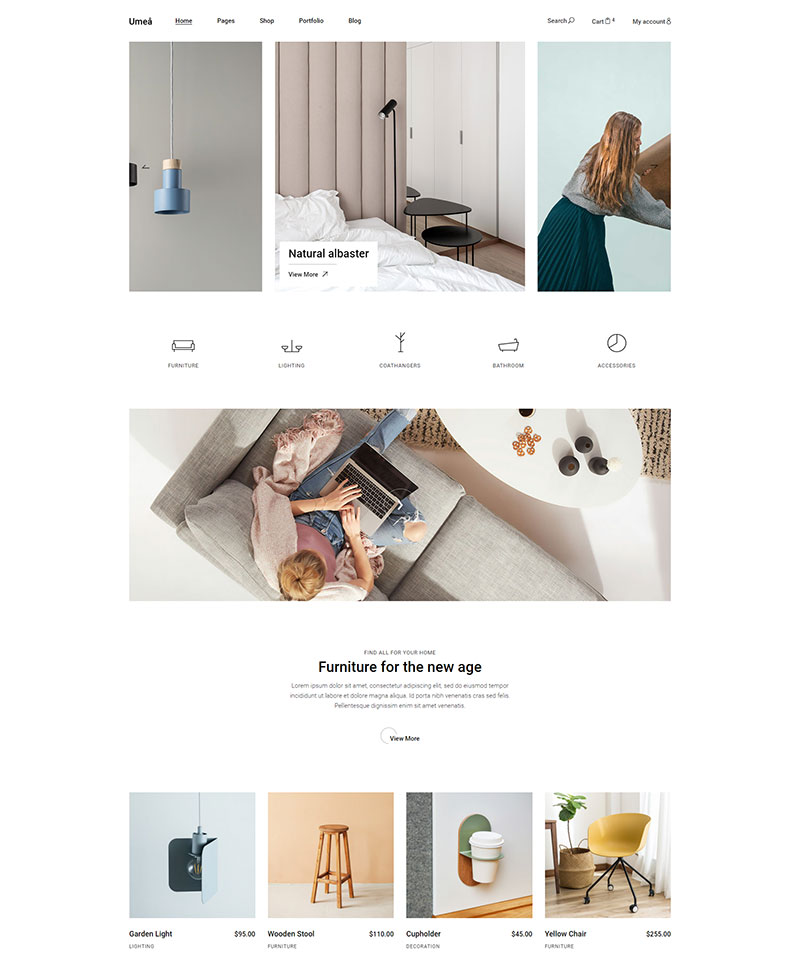 Umeå Home Pages Shop Portfolio Blog Search Cart 4 My account
Natural albaster
View More
FURNITURE LIGHTING COATHANGERS BATHROOM ACCESSORIES
FIND ALL FOR YOUR HOME
Furniture for the new age
Lorem ipsum dolor sit amet, consectetur adipiscing elit, sed do eiusmod tempor
incididunt ut labore et dolore magna aliqua. Id porta nibh venenatis cras sed felis.
Pellentesque dignissim enim sit amet venenatis.
View More
Garden Light $95.00 Wooden Stool $110.00 Cupholder $45.00 Yellow Chair $255.00
LIGHTING FURNITURE DECORATION FURNITURE